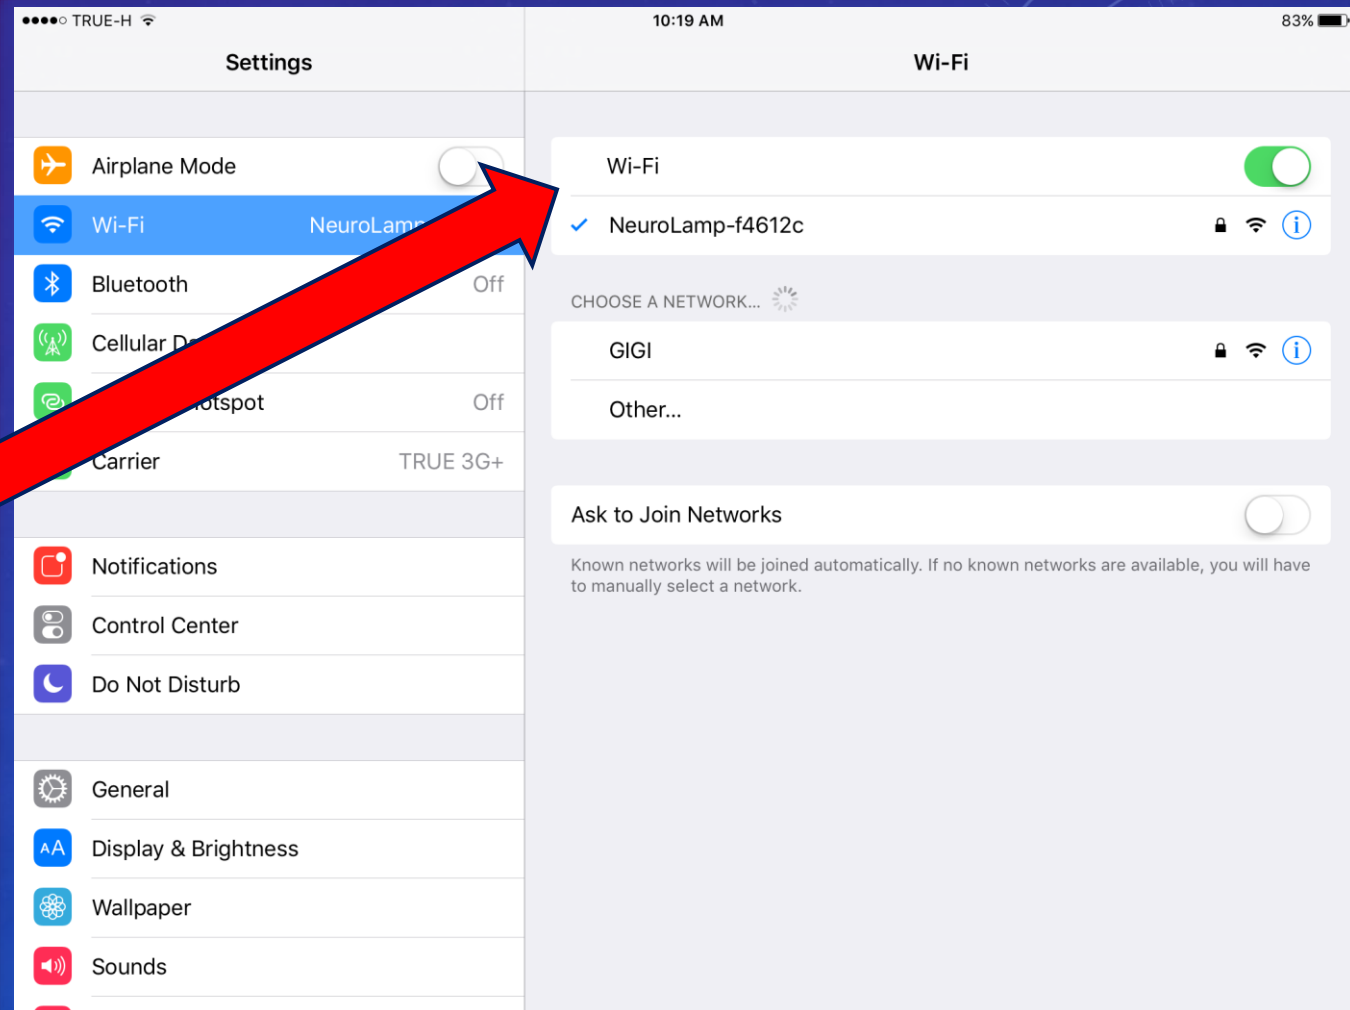 TRUE-H
10:19 AM
83%
Settings
Wi-Fi
Airplane Mode
Wi-Fi
Bluetooth
Off
Cellular
Off
Carrier
TRUE 3G+
Notifications
Control Center
Do Not Disturb
General
AA
Display & Brightness
Wallpaper
Sounds
Wi-Fi
NeuroLamp-f4612c
CHOOSE A NETWORK...
GIGI
Other...
Ask to Join Networks
Known networks will be joined automatically. If no known networks are available, you will have
to manually select a network.